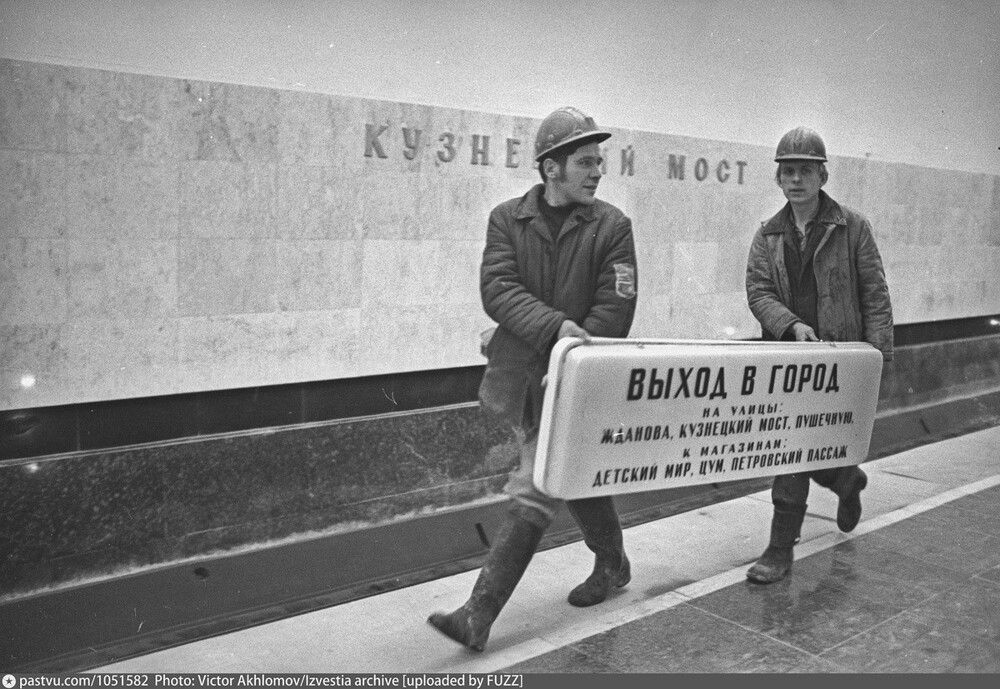 КУЗНЕ Й МОСТ
ВЫХОД В ГОРОД
НА УЛИЦЫ:
ЖДАНОВА, КУЗНЕЦКИЙ МОСТ, ПУШЕЧНУЮ.
К МАГАЗИНАМ:
ДЕТСКИЙ МИР, ЦУМ, ПЕТРОВСКИЙ ПАССАЖ
pastvu.com/1051582 Photo: Victor Akhlomov/Izvestia archive [uploaded by FUZZ]